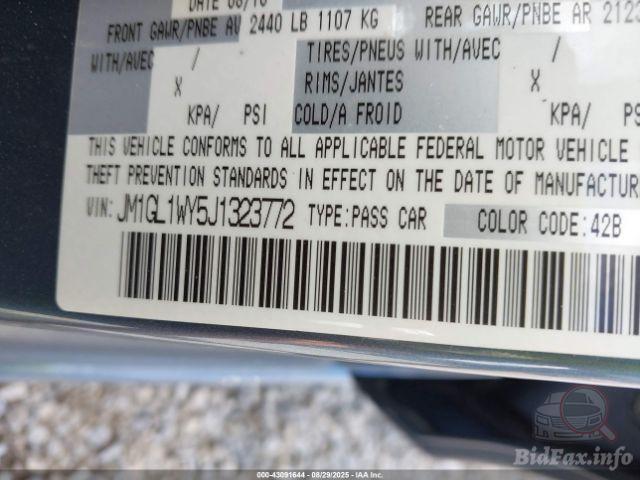 DATE 08/18
FRONT GAWR/PNBE AV 2440 LB 1107 KG REAR GAWR/PNBE AR 212
WITH/AVEC / TIRES/PNEUS WITH/AVEC /
X RIMS/JANTES X
KPA/ PSI COLD/A FROID KPA/ PS
THIS VEHICLE CONFORMS TO ALL APPLICABLE FEDERAL MOTOR VEHICLE
THEFT PREVENTION STANDARDS IN EFFECT ON THE DATE OF MANUFACTUR
VIN: JM1GL1WY5J1323772 TYPE:PASS CAR COLOR CODE:42B
BidFax.info
000-43091644 - 08/29/2025 - IAA Inc.